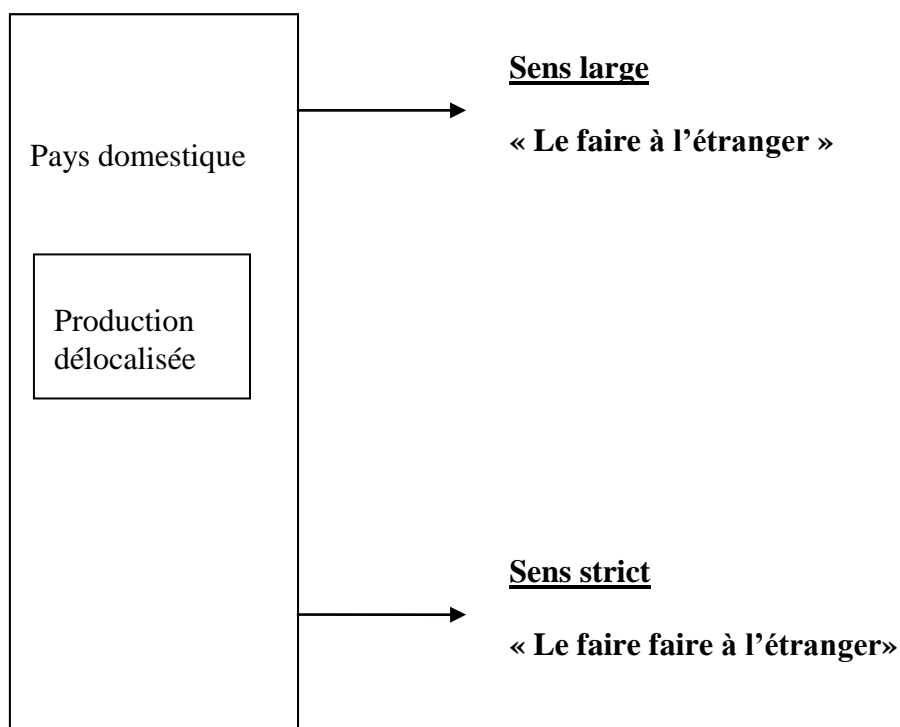 Sens large
« Le faire à l’étranger »
Pays domestique
Production
délocalisée
Sens strict
« Le faire faire à l’étranger»